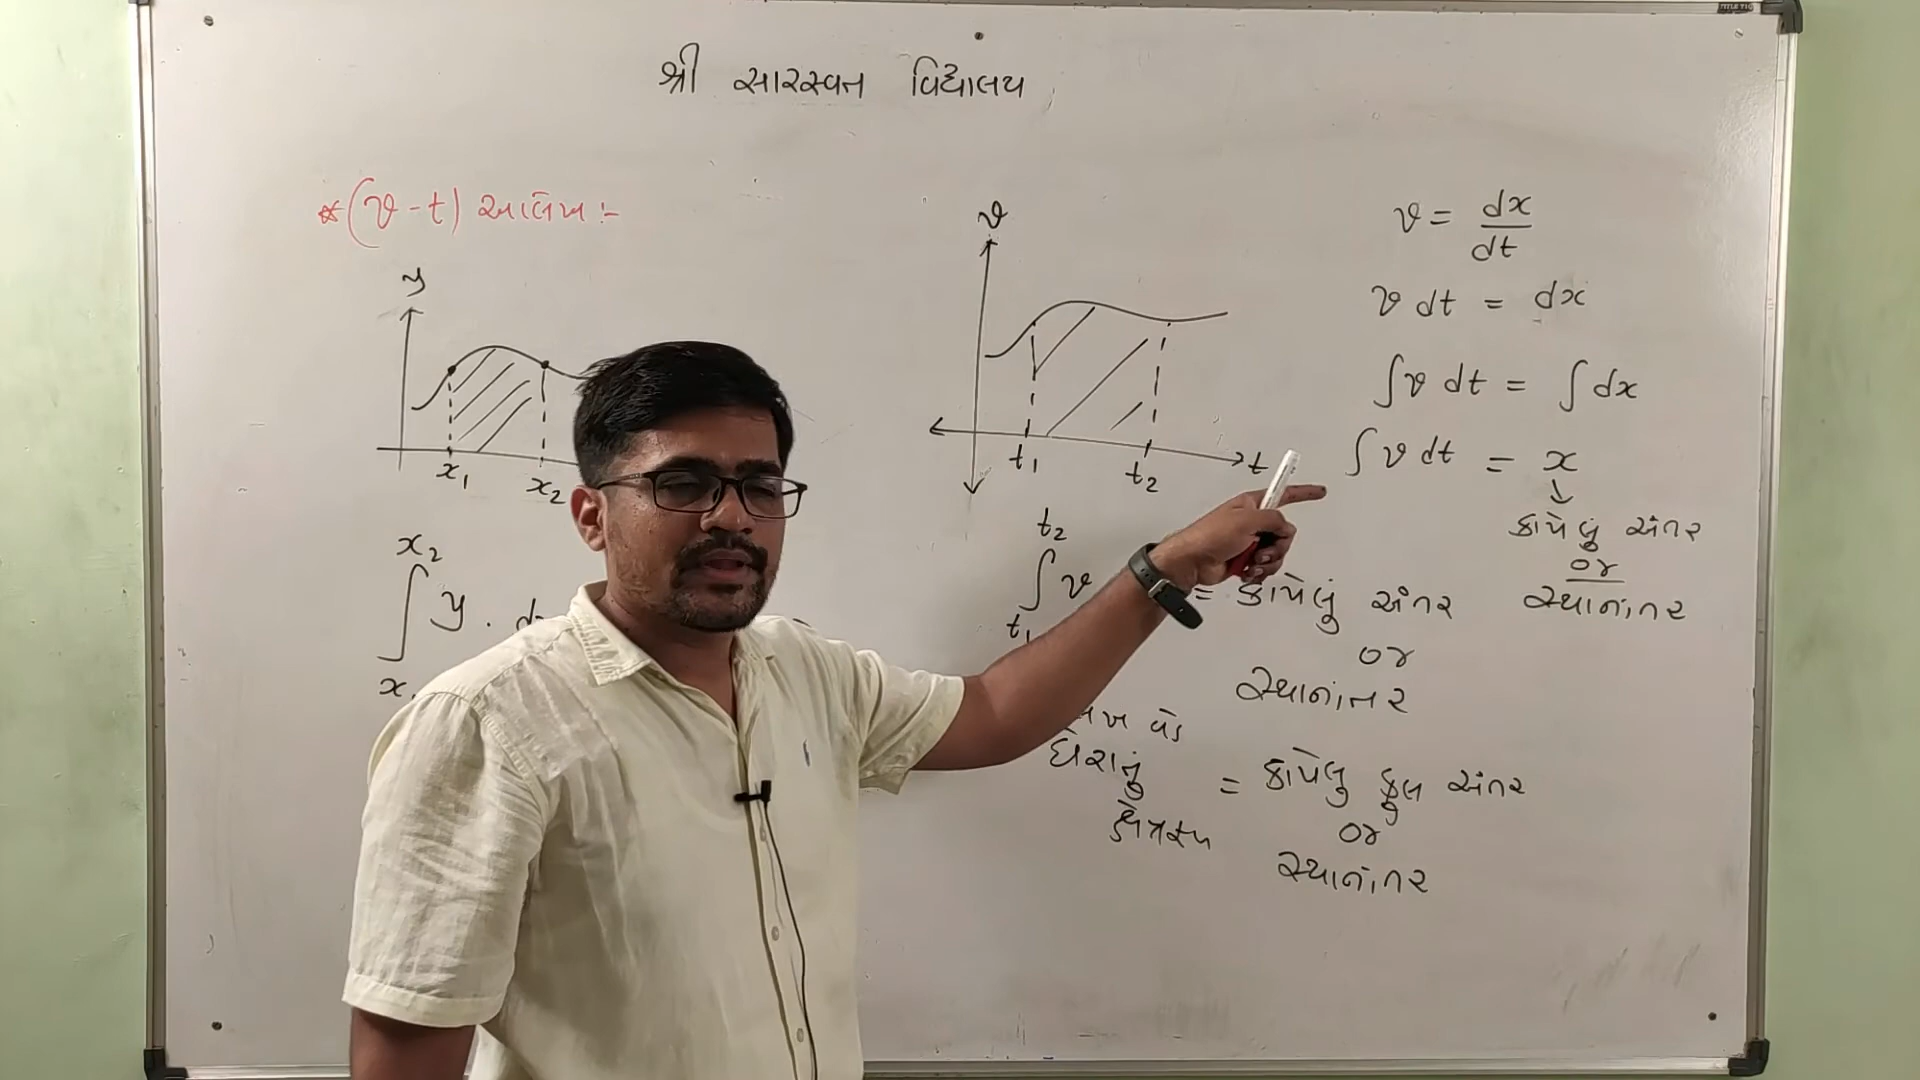 શ્રી સારસ્વત વિદ્યાલય
* (v-t) આલેખ :-
y
x₁
x₂
x₂
∫ y .
v
t₁
t₂
t
t₂
∫ v
t₁
= કાપેલું અંતર
or
સ્થાનાંતર
ઘેરાતું
ક્ષેત્રફળ
= કાપેલુ કુલ અંતર
or
સ્થાનાંતર
v = dx/dt
v dt = dx
∫v dt = ∫dx
∫v dt = x
કાપેલું અંતર
or
સ્થાનાંતર